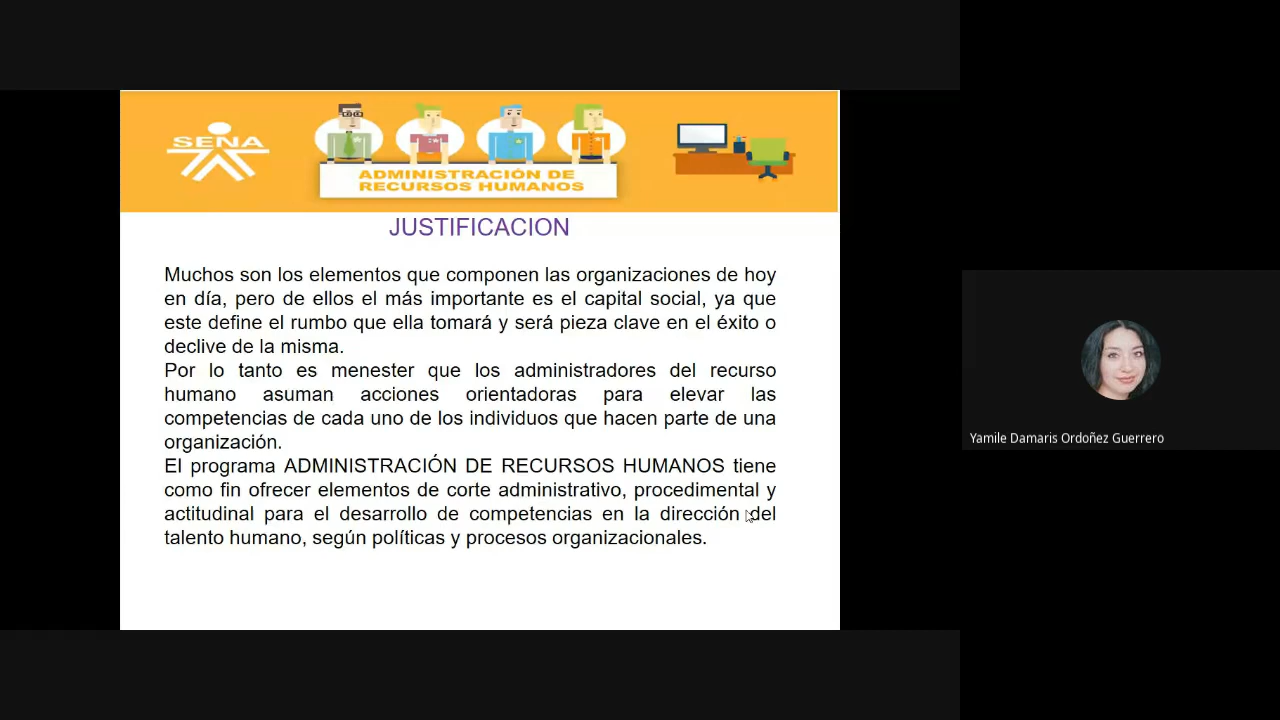 SENA
ADMINISTRACIÓN DE
RECURSOS HUMANOS
JUSTIFICACION
Muchos son los elementos que componen las organizaciones de hoy
en día, pero de ellos el más importante es el capital social, ya que
este define el rumbo que ella tomará y será pieza clave en el éxito o
declive de la misma.
Por lo tanto es menester que los administradores del recurso
humano asuman acciones orientadoras para elevar las
competencias de cada uno de los individuos que hacen parte de una
organización.
El programa ADMINISTRACIÓN DE RECURSOS HUMANOS tiene
como fin ofrecer elementos de corte administrativo, procedimental y
actitudinal para el desarrollo de competencias en la dirección del
talento humano, según políticas y procesos organizacionales.
Yamile Damaris Ordoñez Guerrero